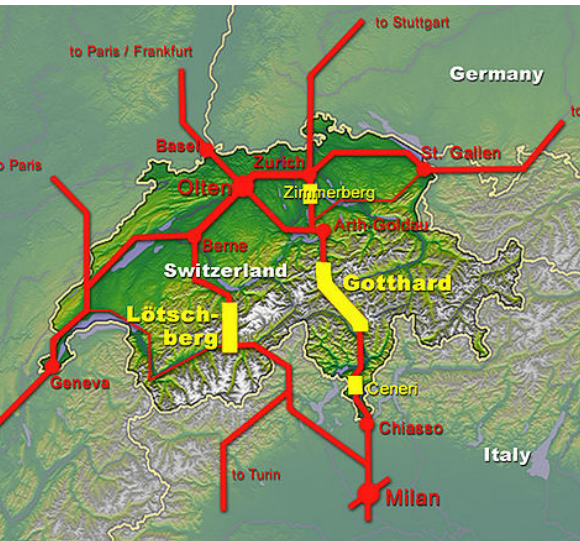 to Stuttgart
to Paris / Frankfurt
Germany
to
Basel
Zurich
St. Gallen
to Paris
Olten
Zimmerberg
Arth-Goldau
Berne
Switzerland
Gotthard
Lötsch-
berg
Geneva
Ceneri
Chiasso
Italy
to Turin
Milan